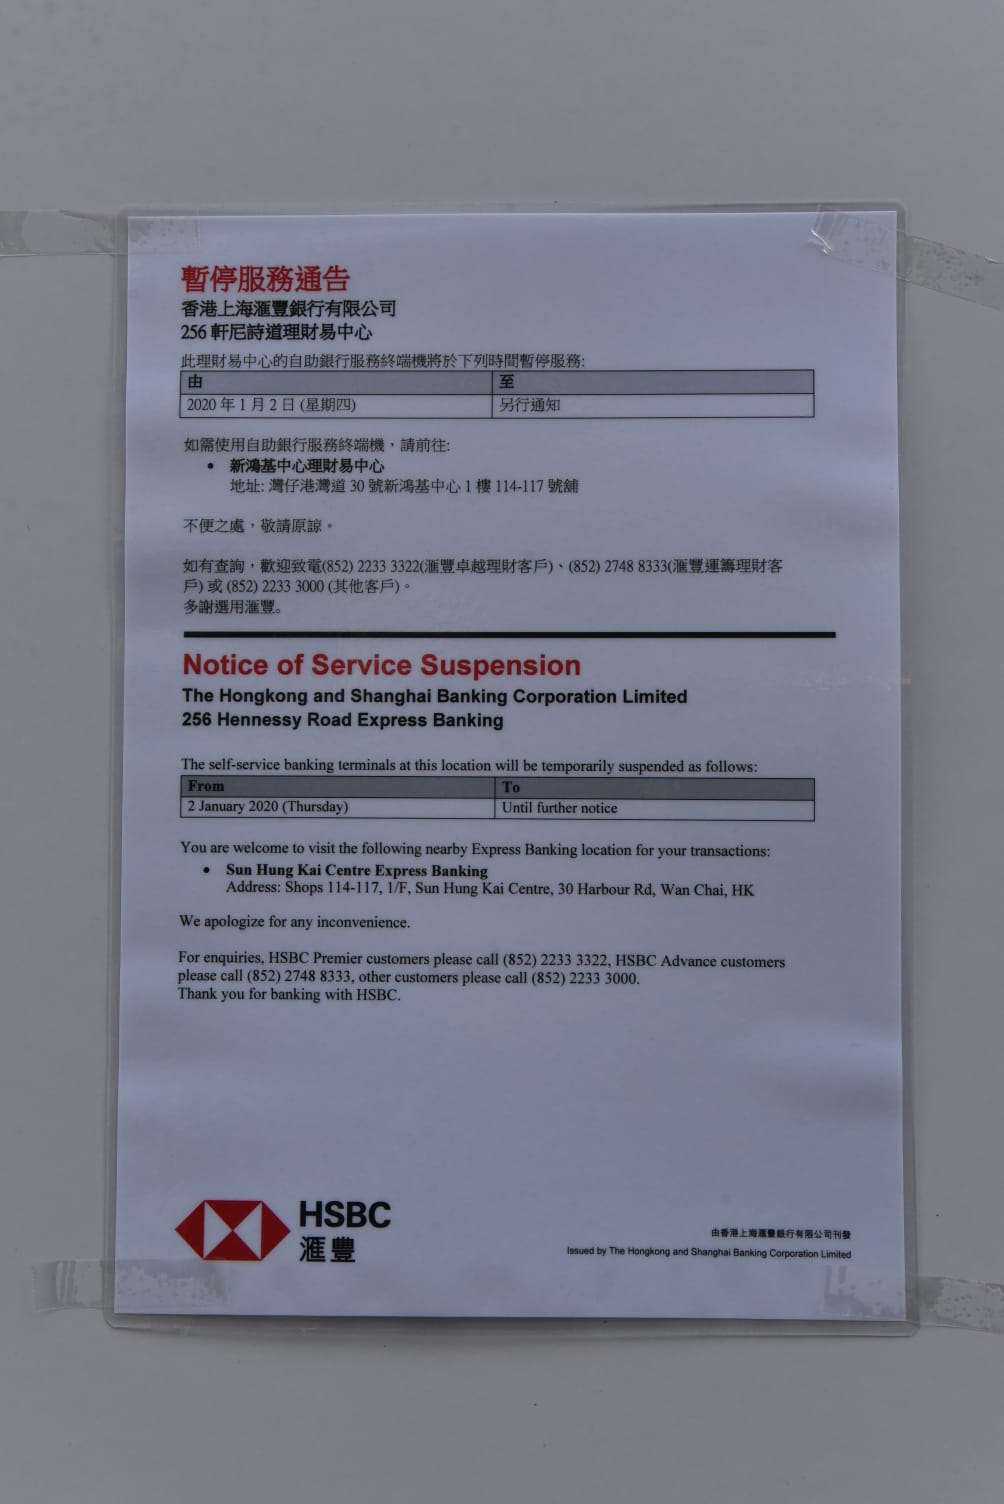 暫停服務通告
香港上海滙豐銀行有限公司
256 軒尼詩道理財易中心
此理財易中心的自助銀行服務終端機將於下列時間暫停服務:
由 至
2020 年 1 月 2 日 (星期四) 另行通知
如需使用自助銀行服務終端機，請前往:
• 新鴻基中心理財易中心
地址: 灣仔港灣道 30 號新鴻基中心 1 樓 114-117 號舖
不便之處，敬請原諒。
如有查詢，歡迎致電(852) 2233 3322(滙豐卓越理財客戶)、(852) 2748 8333(滙豐運籌理財客
戶) 或 (852) 2233 3000 (其他客戶)。
多謝選用滙豐。
Notice of Service Suspension
The Hongkong and Shanghai Banking Corporation Limited
256 Hennessy Road Express Banking
The self-service banking terminals at this location will be temporarily suspended as follows:
From To
2 January 2020 (Thursday) Until further notice
You are welcome to visit the following nearby Express Banking location for your transactions:
• Sun Hung Kai Centre Express Banking
Address: Shops 114-117, 1/F, Sun Hung Kai Centre, 30 Harbour Rd, Wan Chai, HK
We apologize for any inconvenience.
For enquiries, HSBC Premier customers please call (852) 2233 3322, HSBC Advance customers
please call (852) 2748 8333, other customers please call (852) 2233 3000.
Thank you for banking with HSBC.
HSBC
滙豐
由香港上海滙豐銀行有限公司刊發
Issued by The Hongkong and Shanghai Banking Corporation Limited